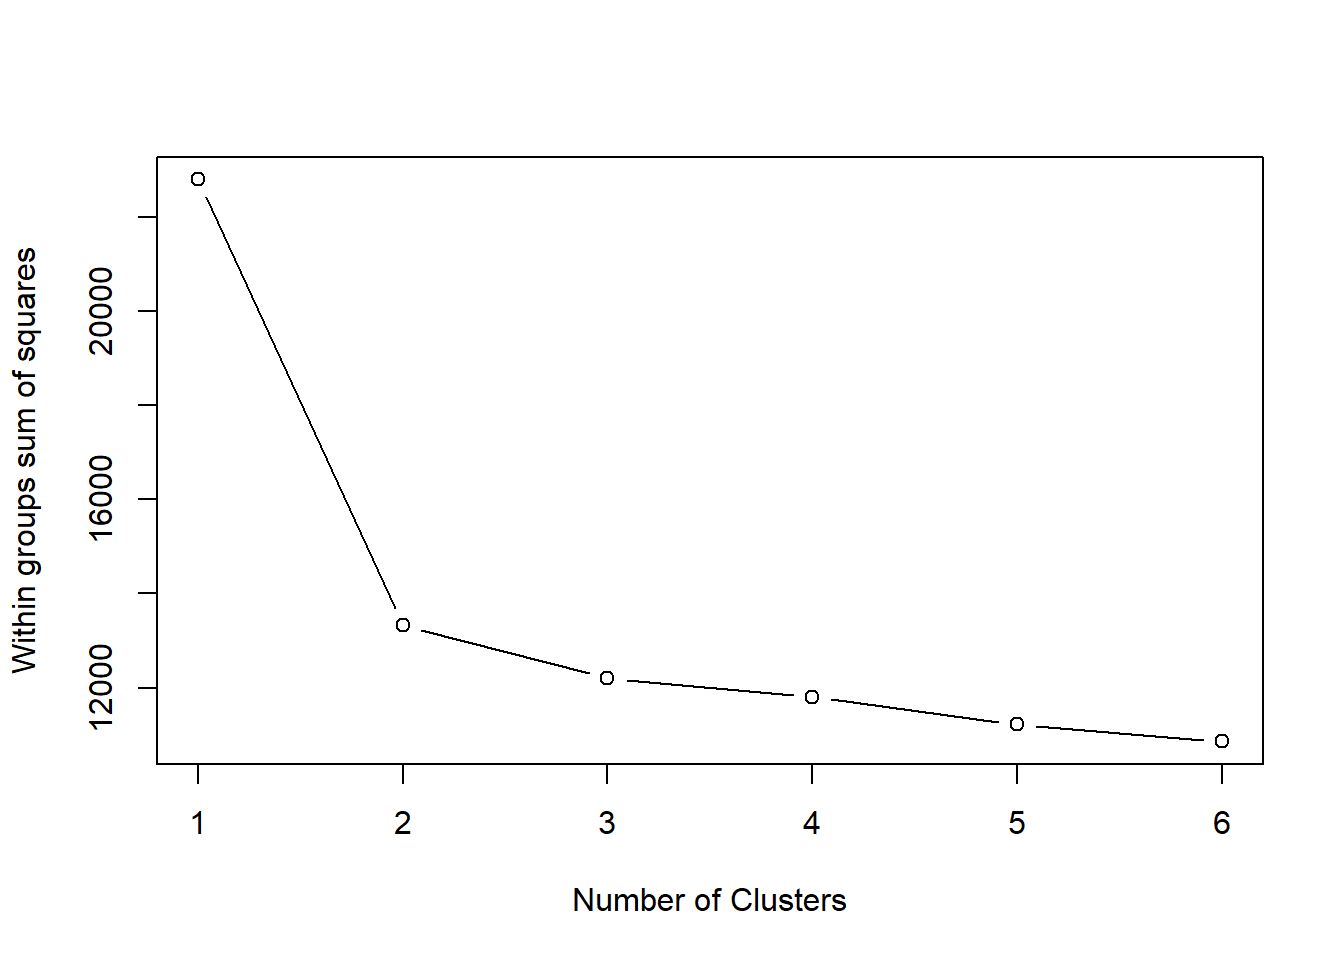 Within groups sum of squares
20000
16000
12000
1 2 3 4 5 6
Number of Clusters